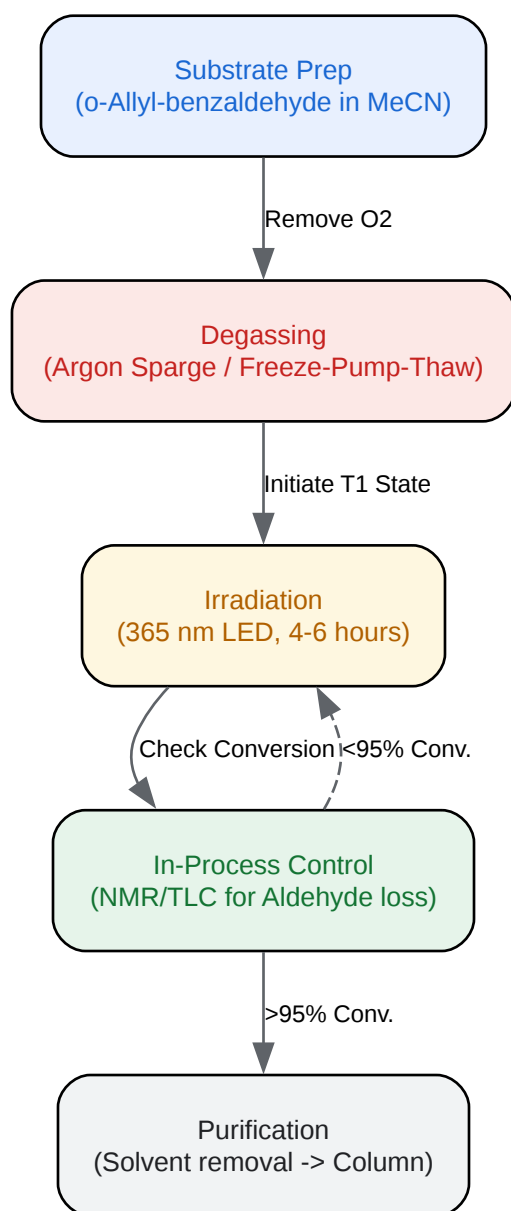 Substrate Prep
(o-Allyl-benzaldehyde in MeCN)
Remove O2
Degassing
(Argon Sparge / Freeze-Pump-Thaw)
Initiate T1 State
Irradiation
(365 nm LED, 4-6 hours)
Check Conversion
<95% Conv.
In-Process Control
(NMR/TLC for Aldehyde loss)
>95% Conv.
Purification
(Solvent removal -> Column)